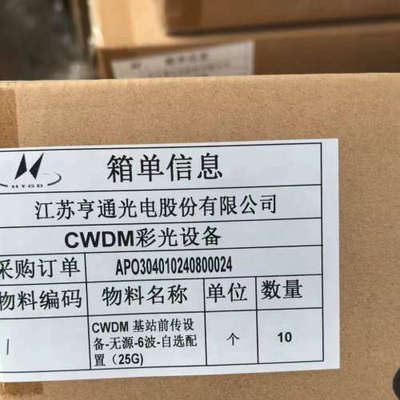 HTGD
箱单信息
江苏亨通光电股份有限公司
CWDM彩光设备
采购订单 APO304010240800024
物料编码 物料名称 单位 数量
/ CWDM 基站前传设 个 10
备-无源-6波-自选配
置（25G）